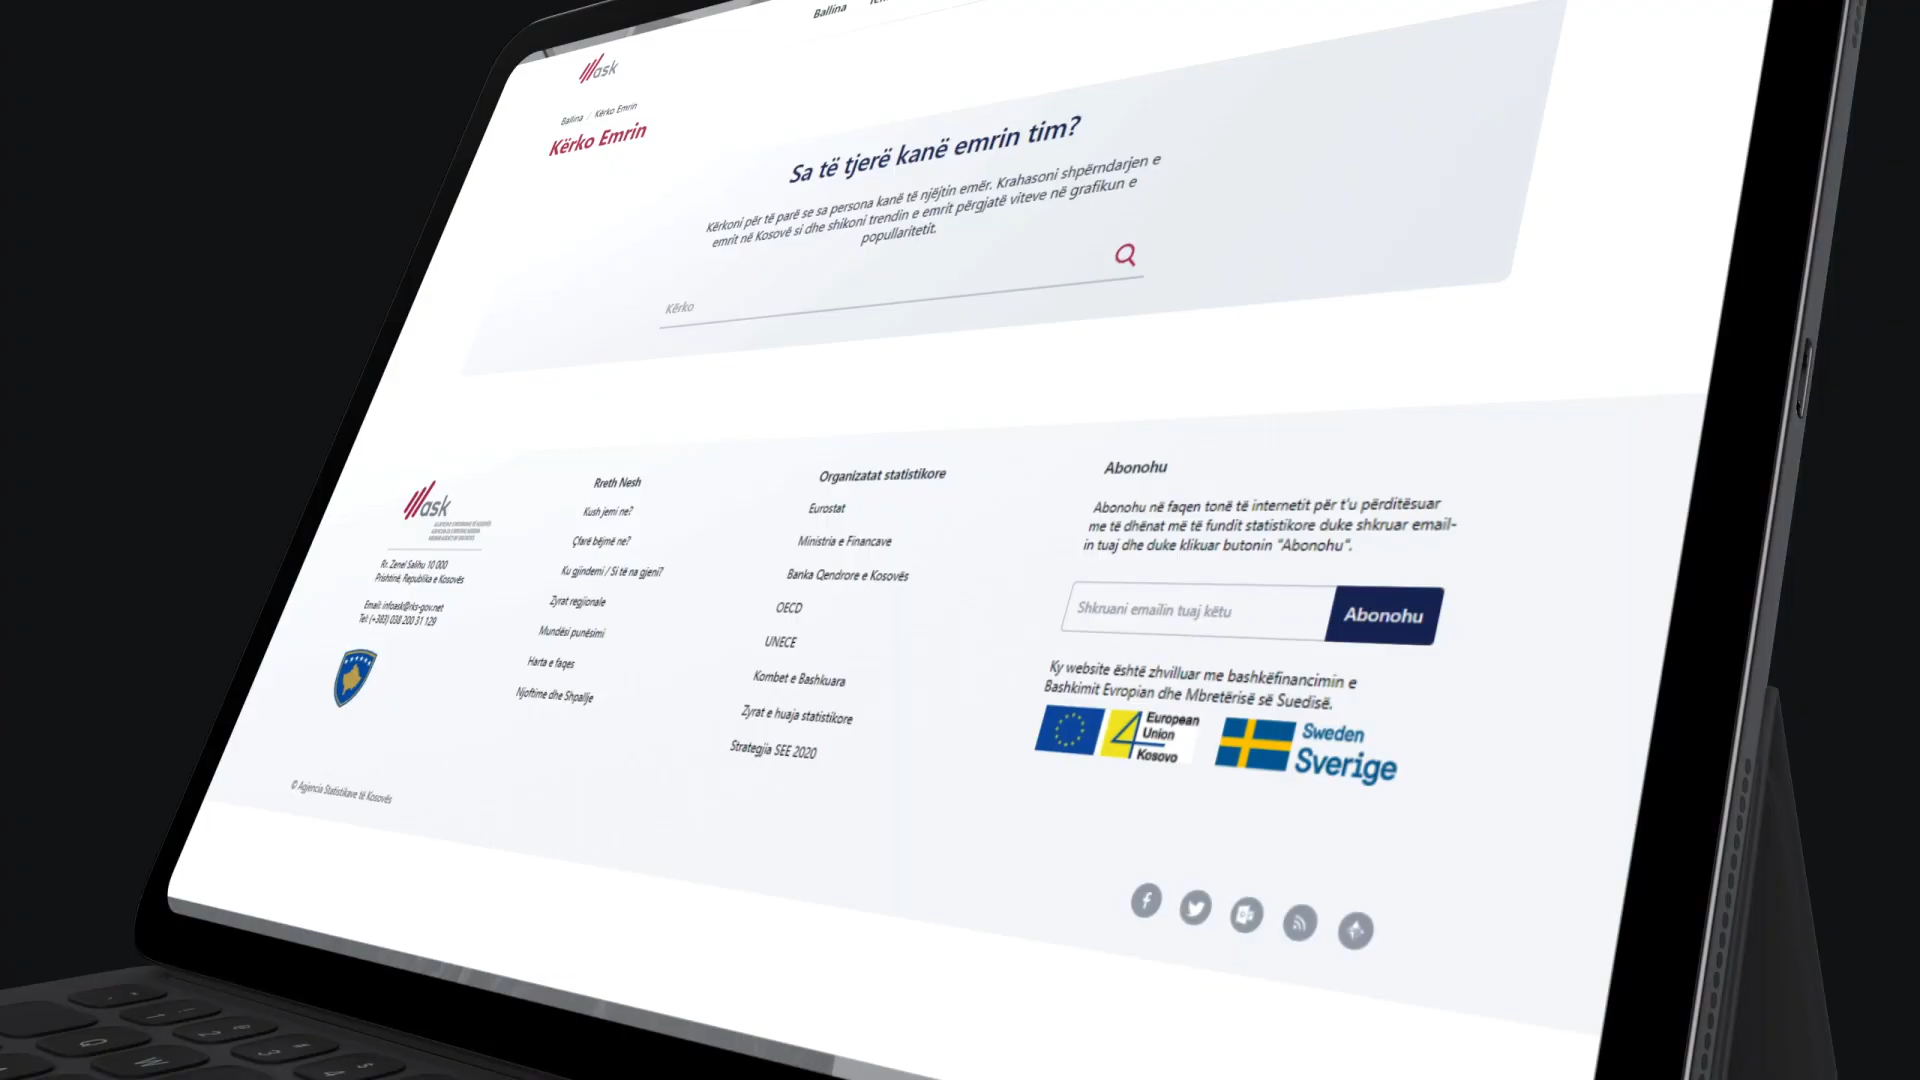 Ballina
ask
Ballina / Kërko Emrin
Kërko Emrin
Sa të tjerë kanë emrin tim?
Kërkoni për të parë se sa persona kanë të njëjtin emër. Krahasoni shpërndarjen e
emrit në Kosovë si dhe shikoni trendin e emrit përgjatë viteve në grafikun e
popullaritetit.
Kërko
ask
Rr. Zenel Salihu 10 000
Prishtinë, Republika e Kosovës
Email: infoask@rks-gov.net
Tel: (+383) 038 200 31 129
© Agjencia Statistikave të Kosovës
Rreth Nesh
Kush jemi ne?
Çfarë bëjmë ne?
Ku gjindemi / Si të na gjeni?
Zyrat regjionale
Mundësi punësimi
Harta e faqes
Njoftime dhe Shpallje
Organizatat statistikore
Eurostat
Ministria e Financave
Banka Qendrore e Kosovës
OECD
UNECE
Kombet e Bashkuara
Zyrat e huaja statistikore
Strategjia SEE 2020
Abonohu
Abonohu në faqen tonë të internetit për t'u përditësuar
me të dhënat më të fundit statistikore duke shkruar email-
in tuaj dhe duke klikuar butonin "Abonohu".
Shkruani emailin tuaj këtu
Abonohu
Ky website është zhvilluar me bashkëfinancimin e
Bashkimit Evropian dhe Mbretërisë së Suedisë.
European
Union
4
Kosovo
Sweden
Sverige
Q
W
2
3
4